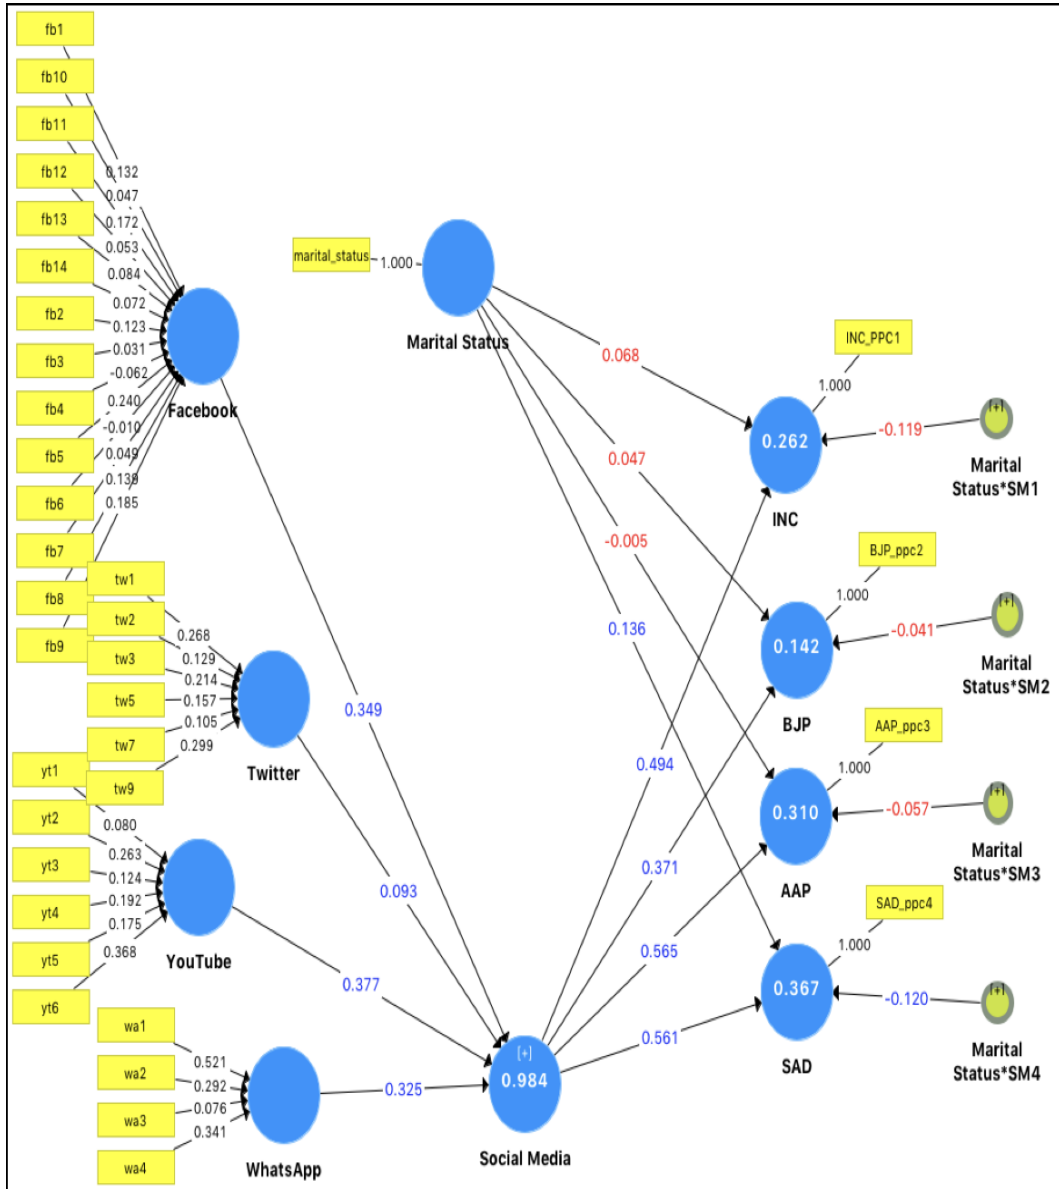 fb1
fb10
fb11
fb12
fb13
fb14
fb2
fb3
fb4
fb5
fb6
fb7
fb8
fb9
0.132
0.047
0.172
0.053
0.084
0.072
0.123
0.031
-0.062
0.240
-0.010
0.049
0.139
0.185
Facebook
tw1
tw2
tw3
tw5
tw7
tw9
0.268
0.129
0.214
0.157
0.105
0.299
Twitter
yt1
yt2
yt3
yt4
yt5
yt6
0.080
0.263
0.124
0.192
0.175
0.368
YouTube
wa1
wa2
wa3
wa4
0.521
0.292
0.076
0.341
WhatsApp
marital_status
1.000
Marital Status
0.349
0.093
0.377
0.325
[+]
0.984
Social Media
0.068
0.047
-0.005
0.136
0.494
0.371
0.565
0.561
INC_PPC1
1.000
0.262
INC
-0.119
[+]
Marital
Status*SM1
BJP_ppc2
1.000
0.142
BJP
-0.041
[+]
Marital
Status*SM2
AAP_ppc3
1.000
0.310
AAP
-0.057
[+]
Marital
Status*SM3
SAD_ppc4
1.000
0.367
SAD
-0.120
[+]
Marital
Status*SM4